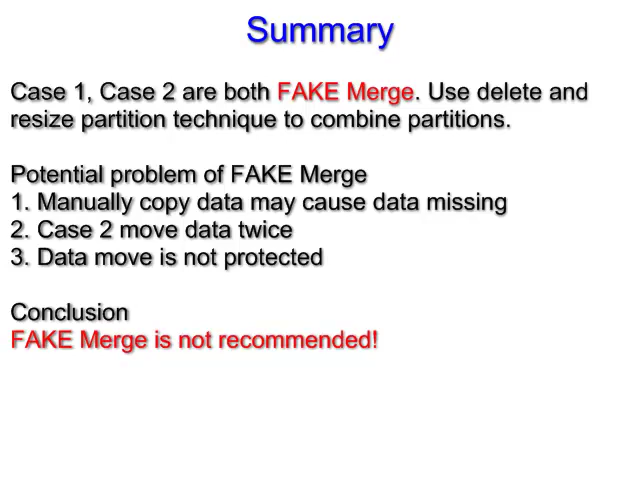 Summary
Case 1, Case 2 are both FAKE Merge. Use delete and
resize partition technique to combine partitions.
Potential problem of FAKE Merge
1. Manually copy data may cause data missing
2. Case 2 move data twice
3. Data move is not protected
Conclusion
FAKE Merge is not recommended!